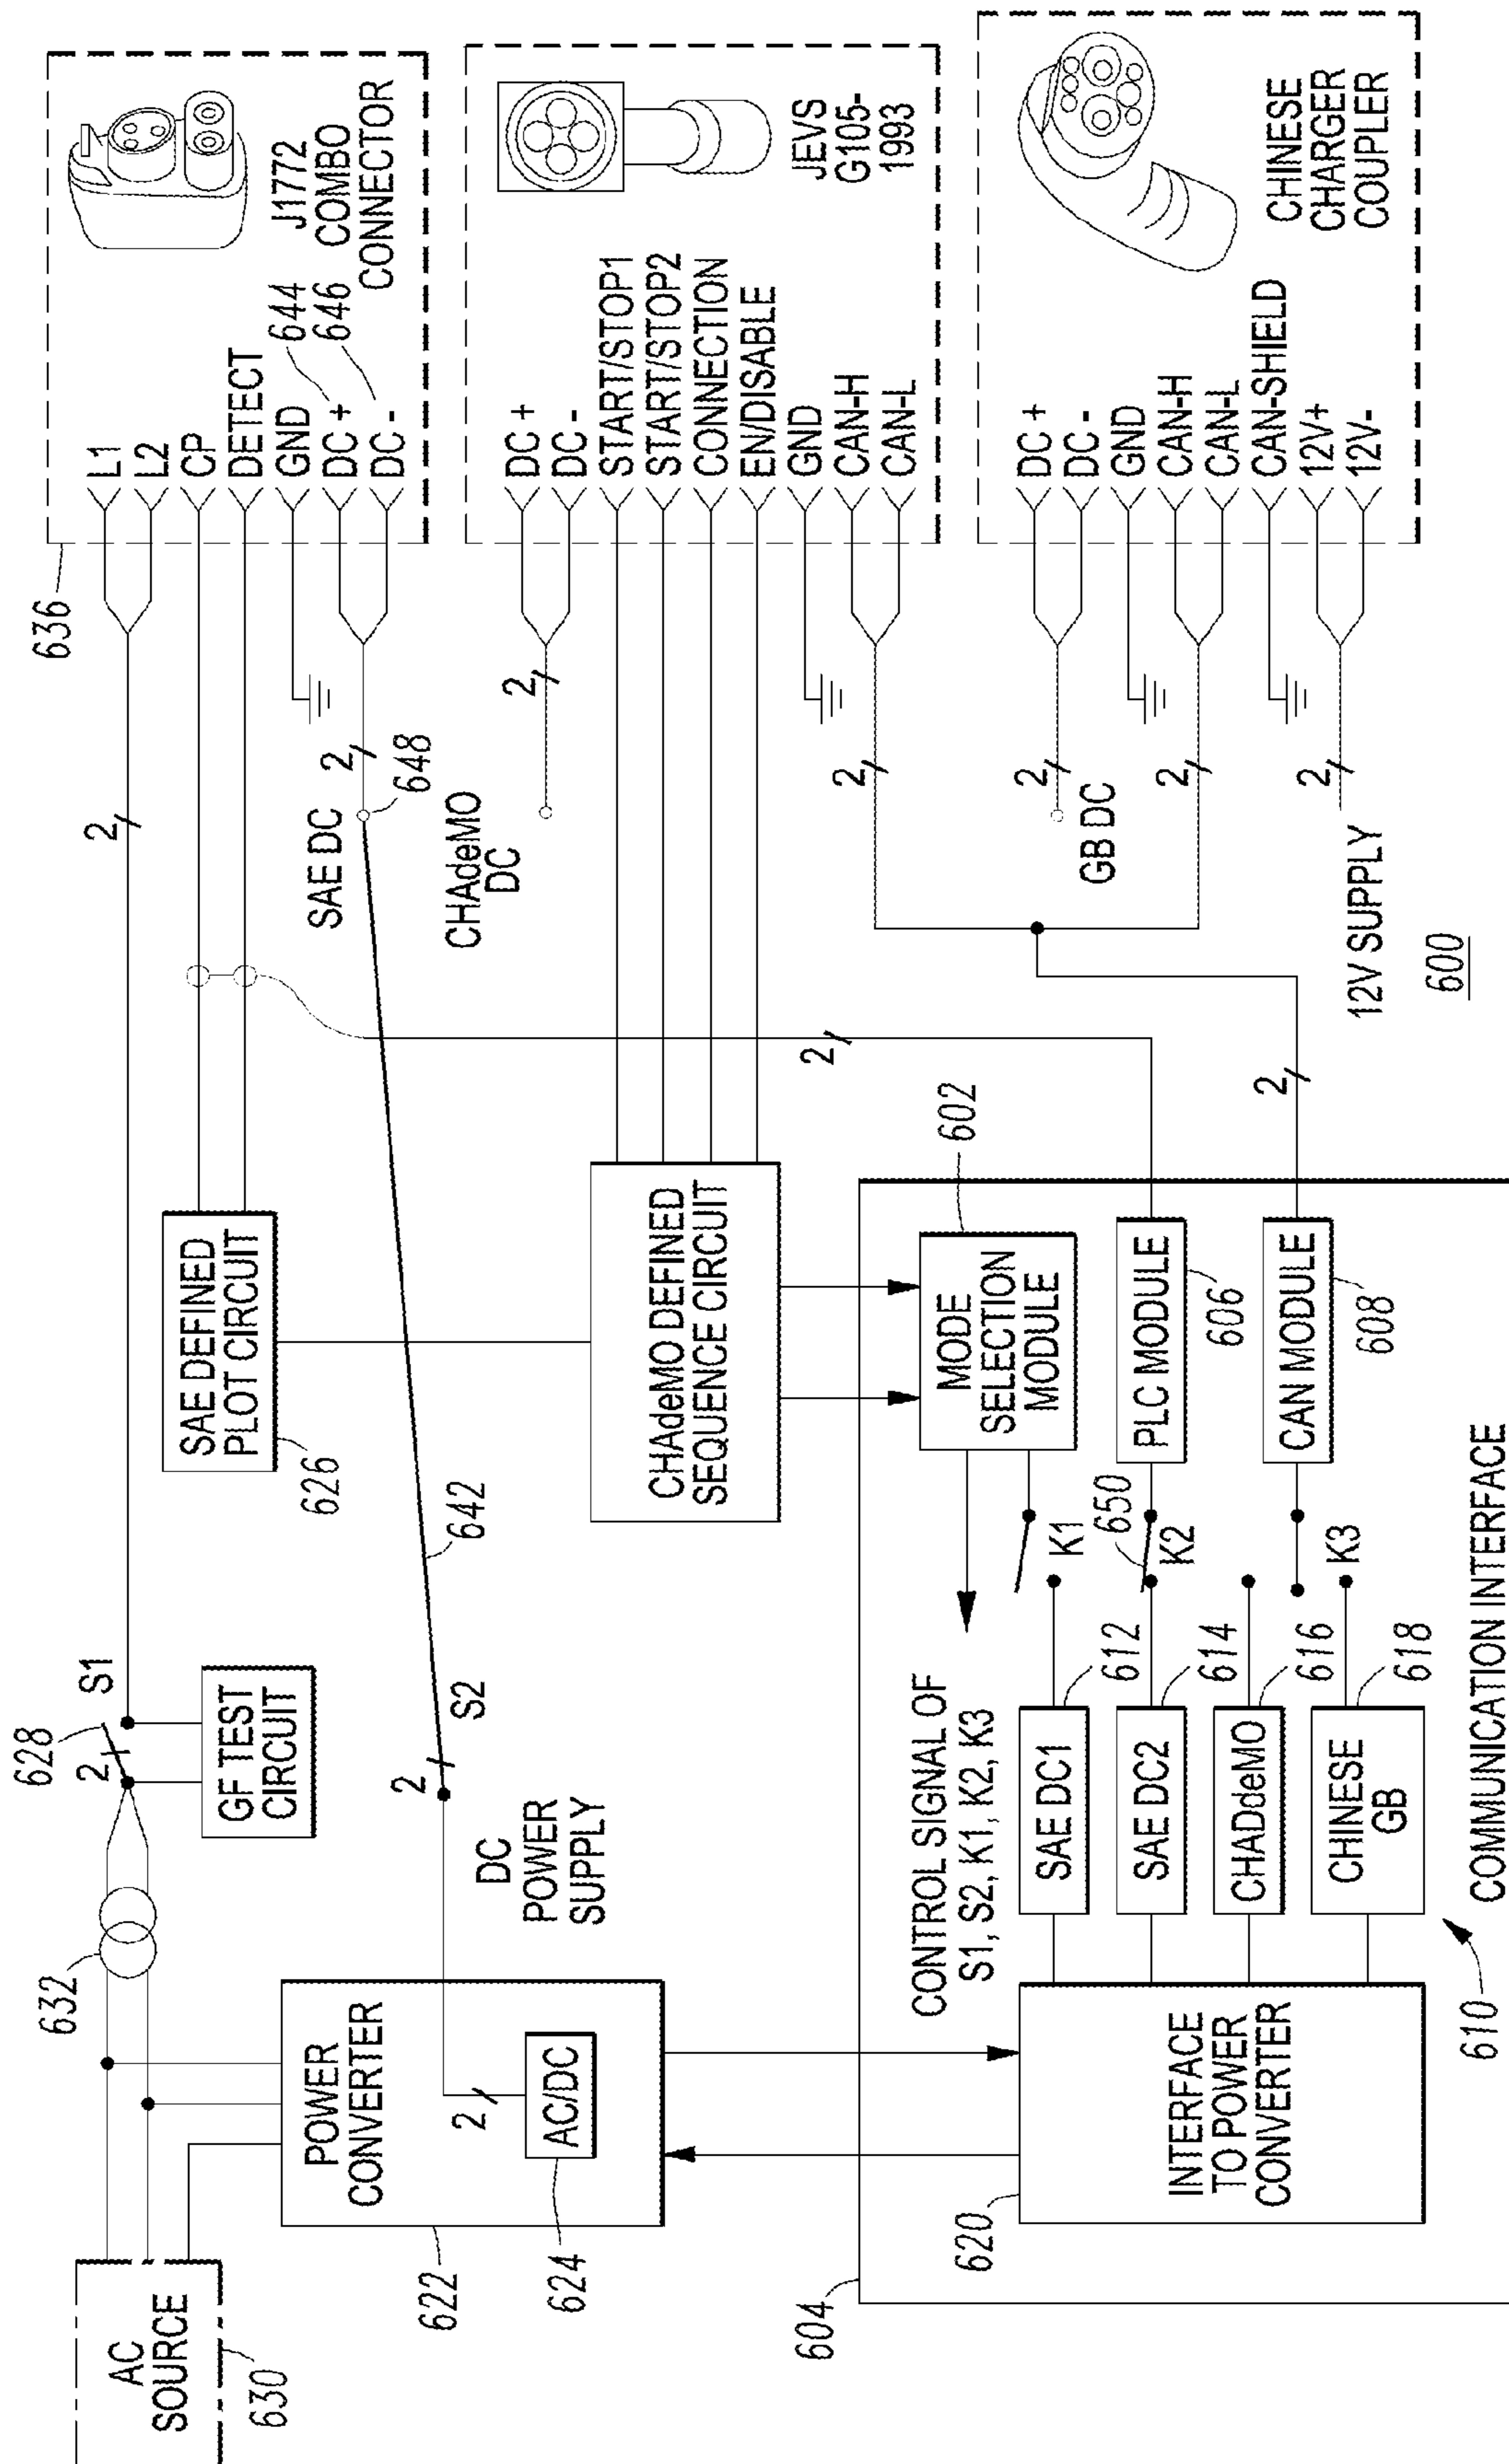 636
L1
L2
CP
DETECT
GND
DC +
DC -
644
646
J1772
COMBO
CONNECTOR
DC +
DC -
START/STOP1
START/STOP2
CONNECTION
EN/DISABLE
GND
CAN-H
CAN-L
JEVS
G105-
1993
DC +
DC -
GND
CAN-H
CAN-L
CAN-SHIELD
12V+
12V-
CHINESE
CHARGER
COUPLER
2
2
648
SAE DC
2
CHAdeMO
DC
2
2
GB DC
2
2
12V SUPPLY
600
2
2
SAE DEFINED
PLOT CIRCUIT
626
CHAdeMO DEFINED
SEQUENCE CIRCUIT
642
S1
628
2
GF TEST
CIRCUIT
S2
2
DC
POWER
SUPPLY
632
AC
SOURCE
630
POWER
CONVERTER
2
AC/DC
622
624
602
MODE
SELECTION
MODULE
PLC MODULE
606
CAN MODULE
608
K1
650
K2
K3
CONTROL SIGNAL OF
S1, S2, K1, K2, K3
SAE DC1
612
SAE DC2
614
CHADdeMO
616
CHINESE
GB
618
INTERFACE
TO POWER
CONVERTER
620
604
610
COMMUNICATION INTERFACE